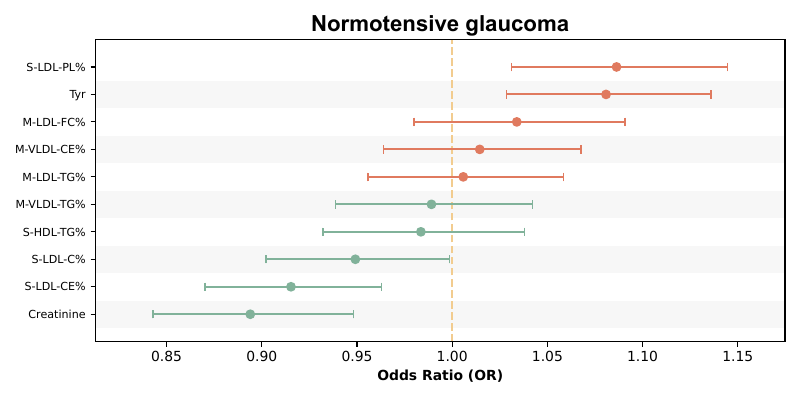 Normotensive glaucoma
S-LDL-PL%
Tyr
M-LDL-FC%
M-VLDL-CE%
M-LDL-TG%
M-VLDL-TG%
S-HDL-TG%
S-LDL-C%
S-LDL-CE%
Creatinine
0.85 0.90 0.95 1.00 1.05 1.10 1.15
Odds Ratio (OR)